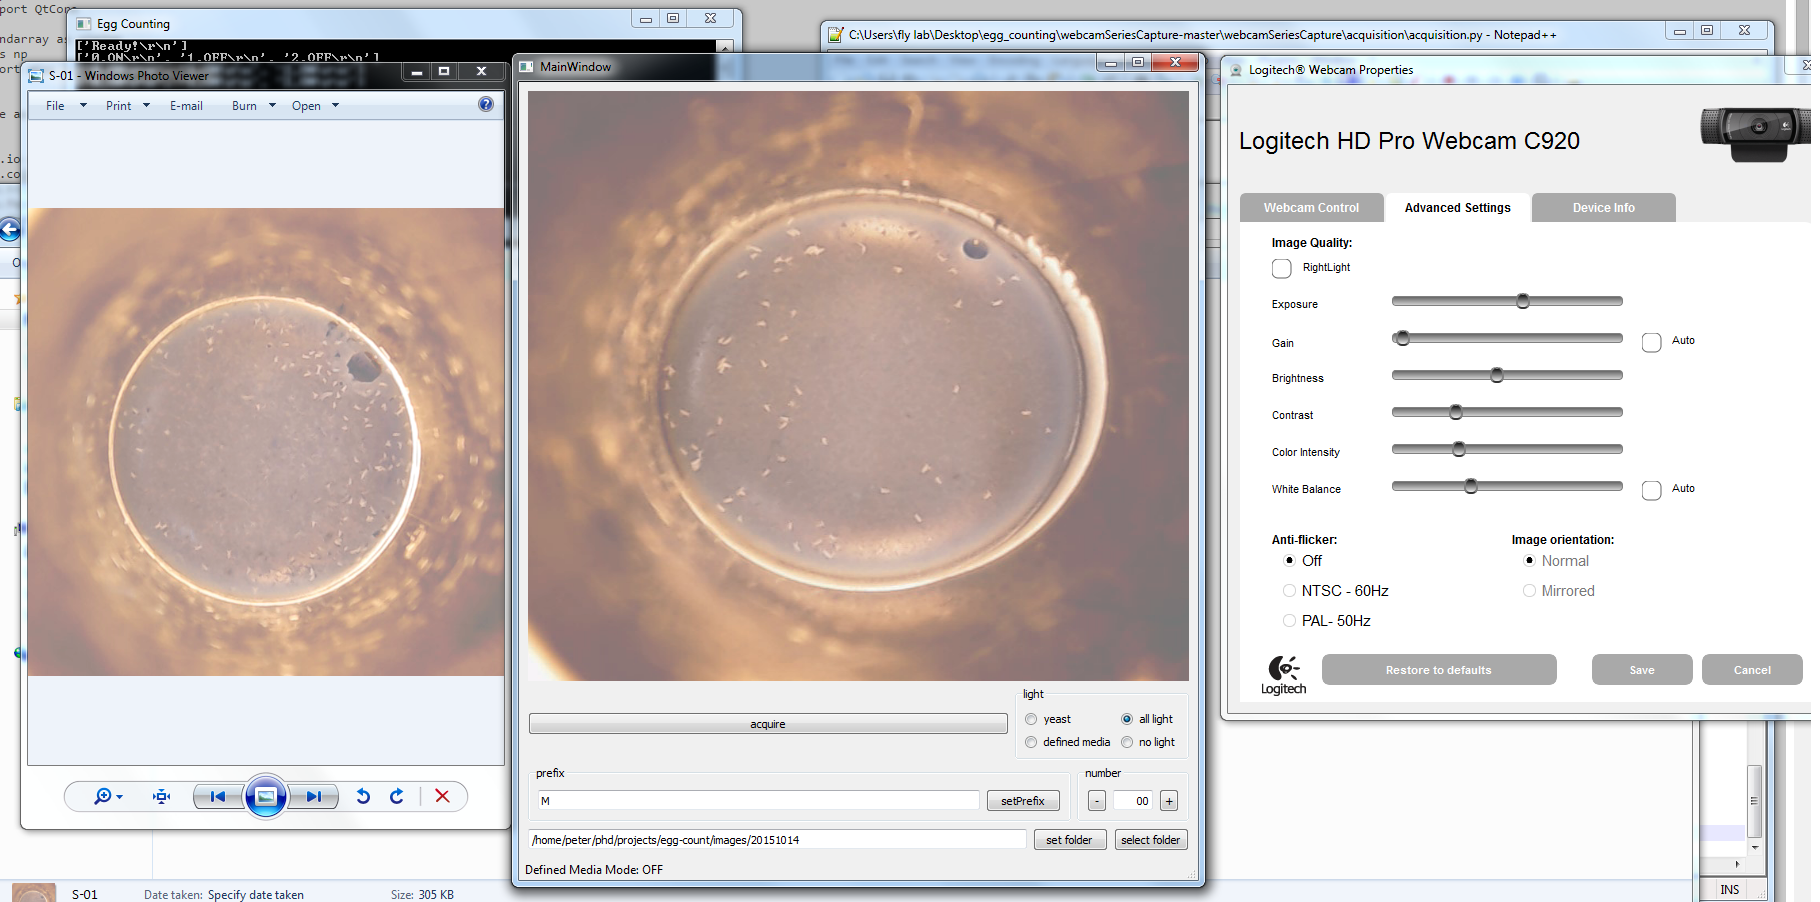 port QtCore
Egg Counting
ndarray as
s np
port
['Ready!\r\n']
['0.ON\r\n', '1.OFF\r\n', '2.OFF\r\n']
C:\Users\fly lab\Desktop\egg_counting\webcamSeriesCapture-master\webcamSeriesCapture\acquisition\acquisition.py - Notepad++
S-01 - Windows Photo Viewer
MainWindow
Logitech® Webcam Properties
File Print E-mail Burn Open
e a
.io
.co
Logitech HD Pro Webcam C920
Webcam Control Advanced Settings Device Info
Image Quality:
RightLight
Exposure
Gain Auto
Brightness
Contrast
Color Intensity
White Balance Auto
Anti-flicker: Image orientation:
Off Normal
NTSC - 60Hz Mirrored
PAL- 50Hz
Logitech
Restore to defaults Save Cancel
light
acquire
yeast all light
defined media no light
prefix number
M setPrefix - 00 +
/home/peter/phd/projects/egg-count/images/20151014 set folder select folder
Defined Media Mode: OFF
S-01 Date taken: Specify date taken Size: 305 KB
INS